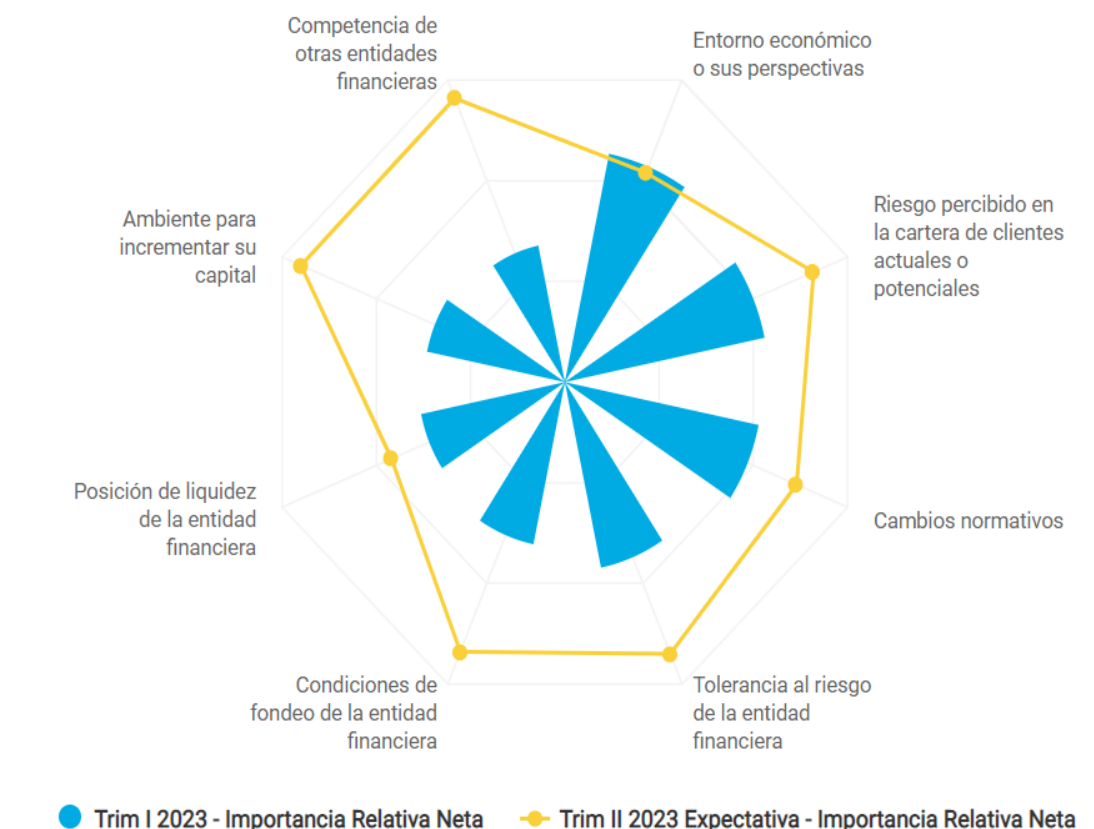 Competencia de
otras entidades
financieras
Entorno económico
o sus perspectivas
Riesgo percibido en
la cartera de clientes
actuales o
potenciales
Ambiente para
incrementar su
capital
Posición de liquidez
de la entidad
financiera
Cambios normativos
Condiciones de
fondeo de la entidad
financiera
Tolerancia al riesgo
de la entidad
financiera
Trim I 2023 - Importancia Relativa Neta
Trim II 2023 Expectativa - Importancia Relativa Neta